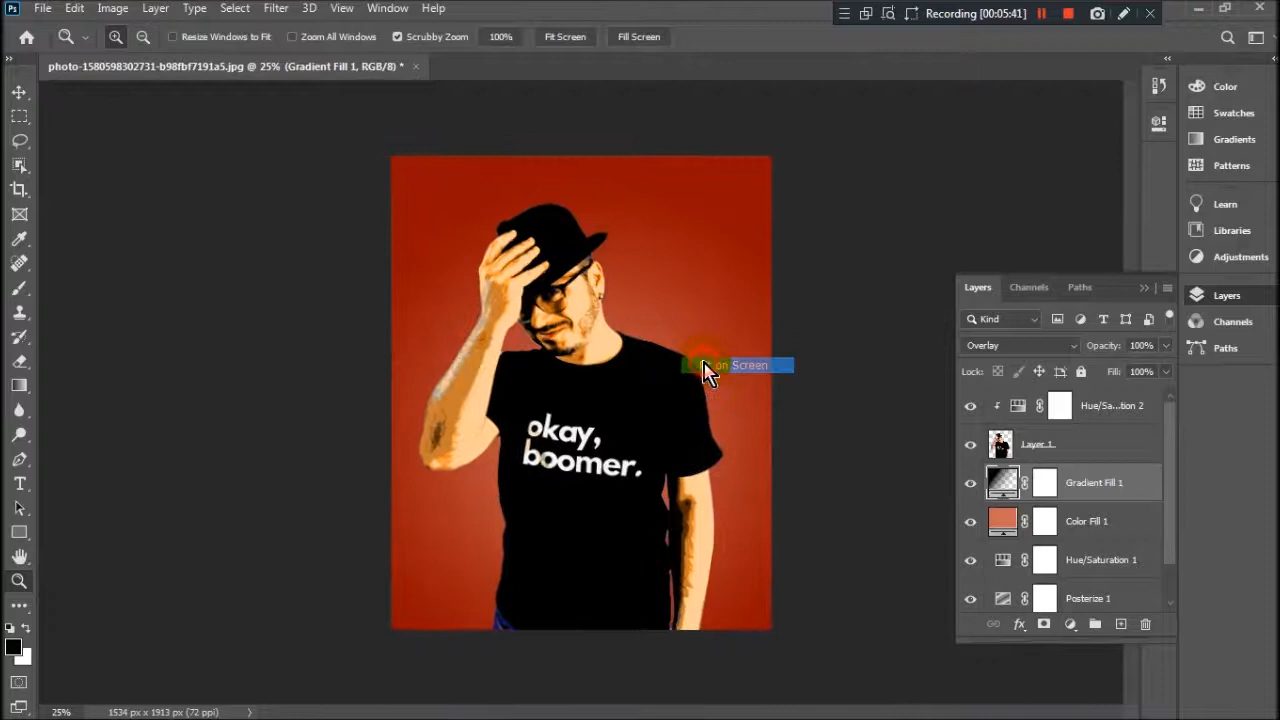 Ps File Edit Image Layer Type Select Filter 3D View Window Help
Recording (00:05:41)
Resize Windows to Fit Zoom All Windows Scrubby Zoom 100% Fit Screen Fill Screen
photo-1580598302731-b98fbf7191a5.jpg @ 25% (Gradient Fill 1, RGB/8) *
Color
Swatches
Gradients
Patterns
Learn
Libraries
Adjustments
Layers
Channels
Paths
Layers Channels Paths
Kind
Overlay Opacity: 100%
Lock: Fill: 100%
Hue/Sa...tion 2
Layer 1
Gradient Fill 1
Color Fill 1
Hue/Saturation 1
Posterize 1
fx
on Screen
okay,
boomer.
25% 1534 px x 1913 px (72 ppi)